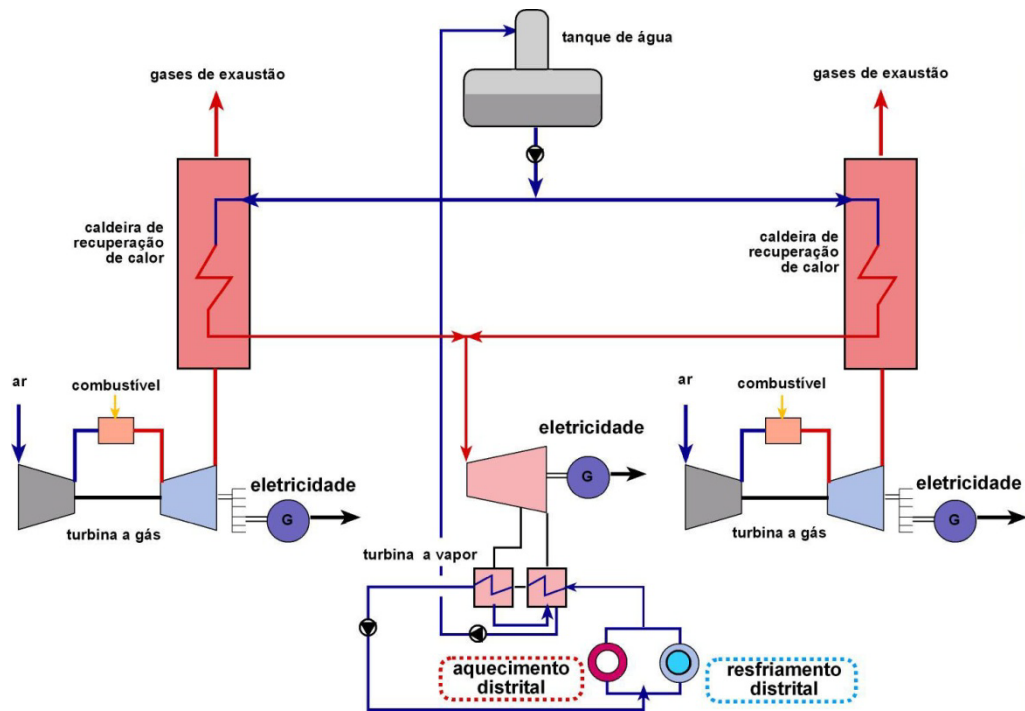 tanque de água
gases de exaustão
gases de exaustão
caldeira de
recuperação
de calor
caldeira de
recuperação
de calor
ar
combustível
ar
combustível
eletricidade
eletricidade
eletricidade
G
G
G
turbina a gás
turbina a vapor
turbina a gás
aquecimento
distrital
resfriamento
distrital